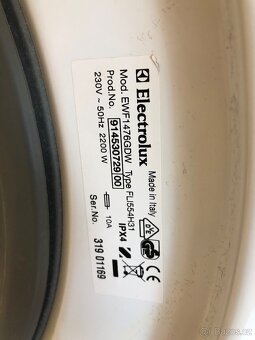 Electrolux
Made in Italy
Mod. EWF1476GDW Type FLI554H31
Prod.No. 914530729 00
230V ~ 50Hz 2200 W
10A
IPX4
Ser.No. 319 01169